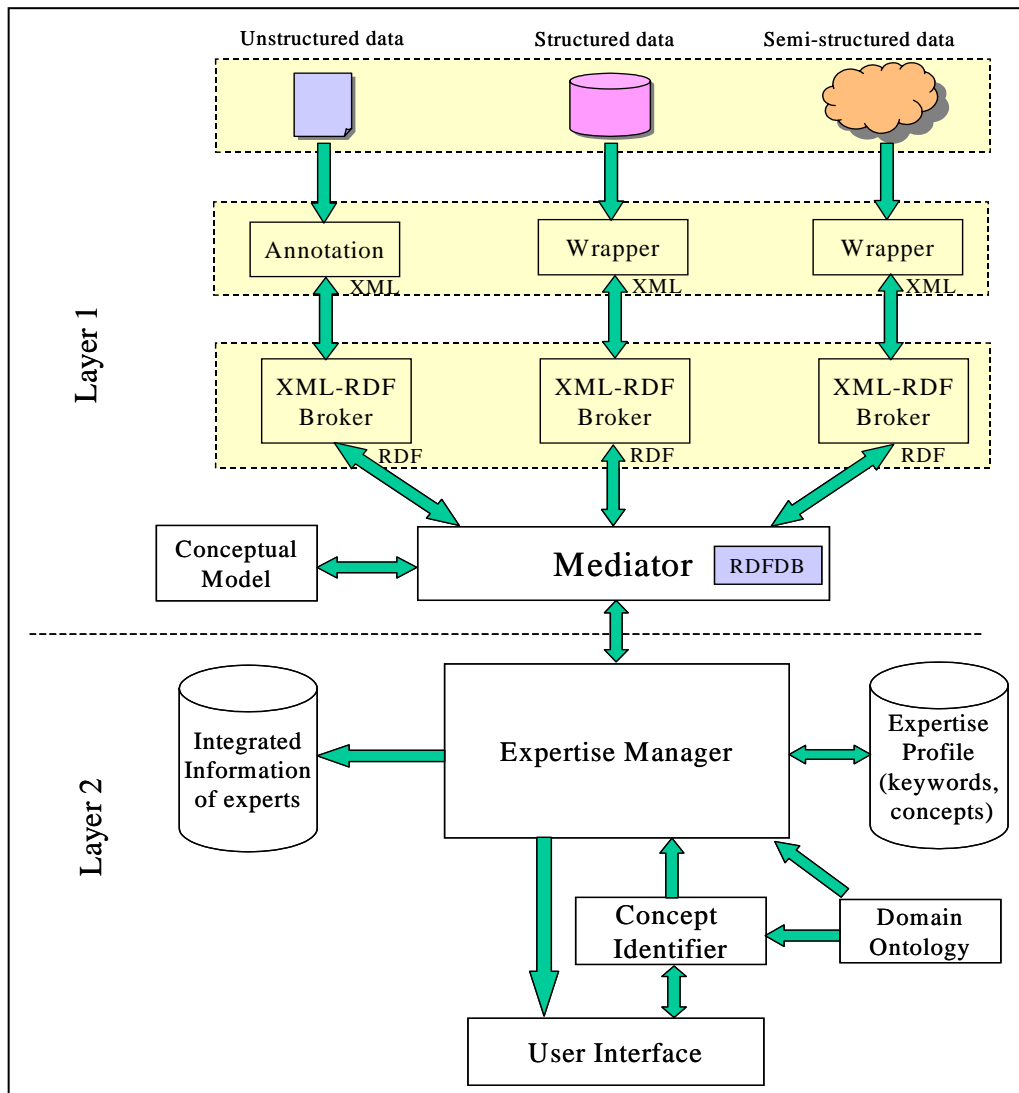 Unstructured data
Structured data
Semi-structured data
Annotation
Wrapper
Wrapper
XML
XML
XML
Layer 1
XML-RDF
Broker
XML-RDF
Broker
XML-RDF
Broker
RDF
RDF
RDF
Conceptual
Model
Mediator
RDFDB
Layer 2
Integrated
Information
of experts
Expertise Manager
Expertise
Profile
(keywords,
concepts)
Concept
Identifier
Domain
Ontology
User Interface